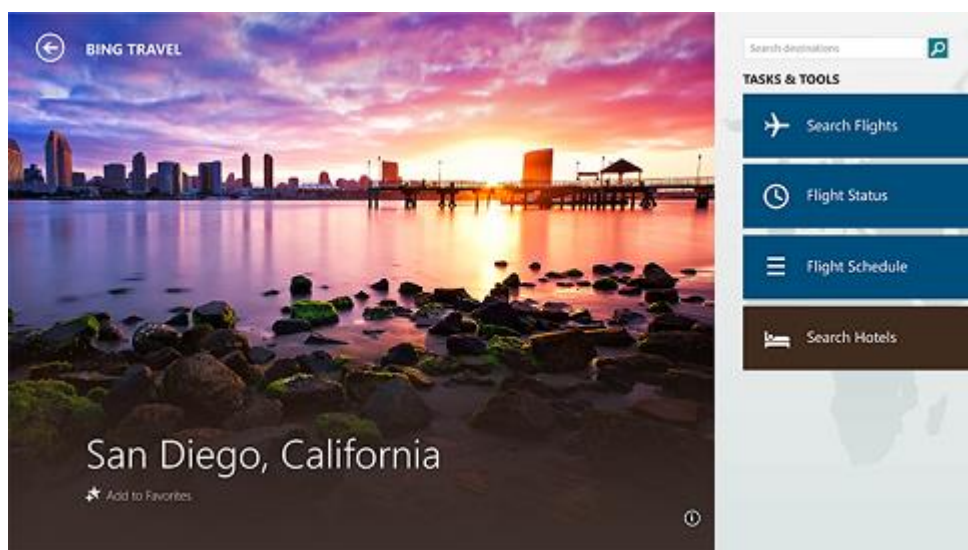 BING TRAVEL
San Diego, California
Add to Favorites
Search destinations
TASKS & TOOLS
Search Flights
Flight Status
Flight Schedule
Search Hotels